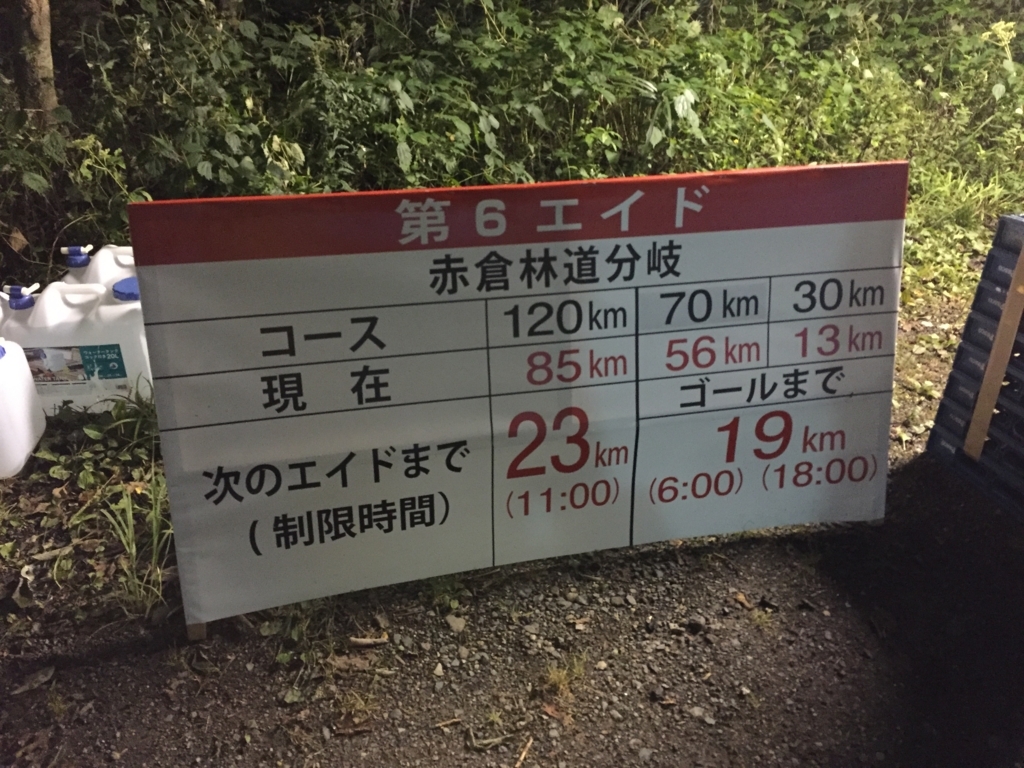 第6エイド
赤倉林道分岐
コース 120km 70km 30km
現在 85km 56km 13km
次のエイドまで (制限時間) 23km (11:00) ゴールまで 19km (6:00) (18:00)
20L